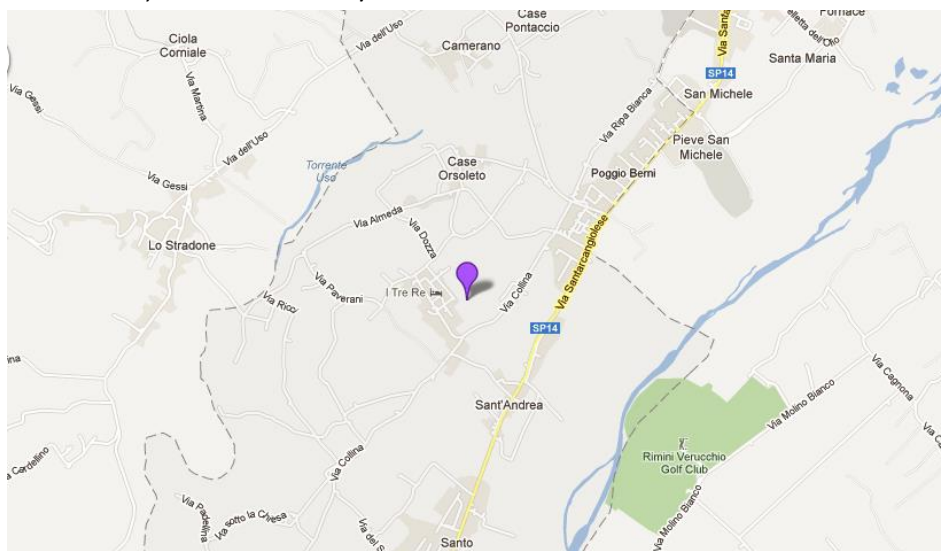 Ciola
Corniale
Via dell'Uso
Case
Pontaccio
Camerano
Via Santa
Fornace
Santa Maria
SP14
San Michele
Via Gessi
Via Martina
Via dell'Uso
Via Ripa Bianca
Pieve San
Michele
Torrente
Uso
Case
Orsoleto
Poggio Berni
Via Gessi
Via Almeda
Via Dozza
Lo Stradone
Via Santarcangiolese
Via Paverani
I Tre Re
Via Collina
Via Ricci
SP14
Via Cagnona
Sant'Andrea
Via Molino Bianco
Rimini Verucchio
Golf Club
Via Collina
Via Padellina
Via sotto la Chiesa
Via Molino Bianco
Santo